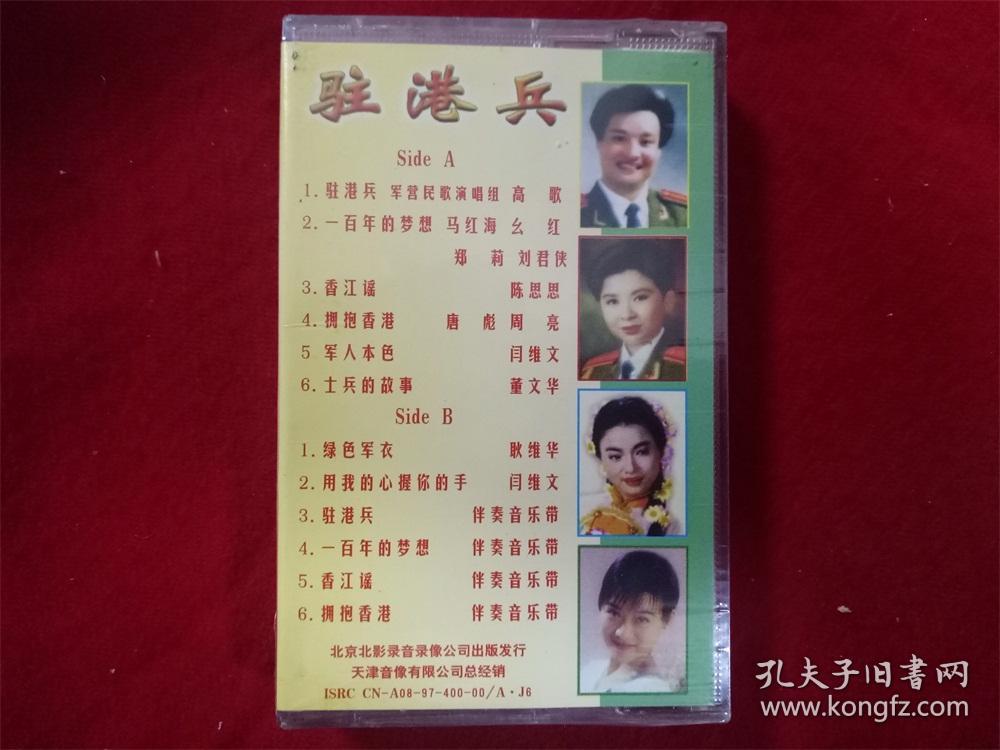 驻港兵
Side A
1.驻港兵 军营民歌演唱组 高 歌
2.一百年的梦想 马红海 幺 红
郑 莉 刘君侠
3.香江谣 陈思思
4.拥抱香港 唐 彪 周 亮
5 军人本色 闫维文
6.士兵的故事 董文华
Side B
1.绿色军衣 耿维华
2.用我的心握你的手 闫维文
3.驻港兵 伴奏音乐带
4.一百年的梦想 伴奏音乐带
5.香江谣 伴奏音乐带
6.拥抱香港 伴奏音乐带
北京北影录音录像公司出版发行
天津音像有限公司总经销
ISRC CN-A08-97-400-00/A·J6
孔夫子旧书网
www.kongfz.com